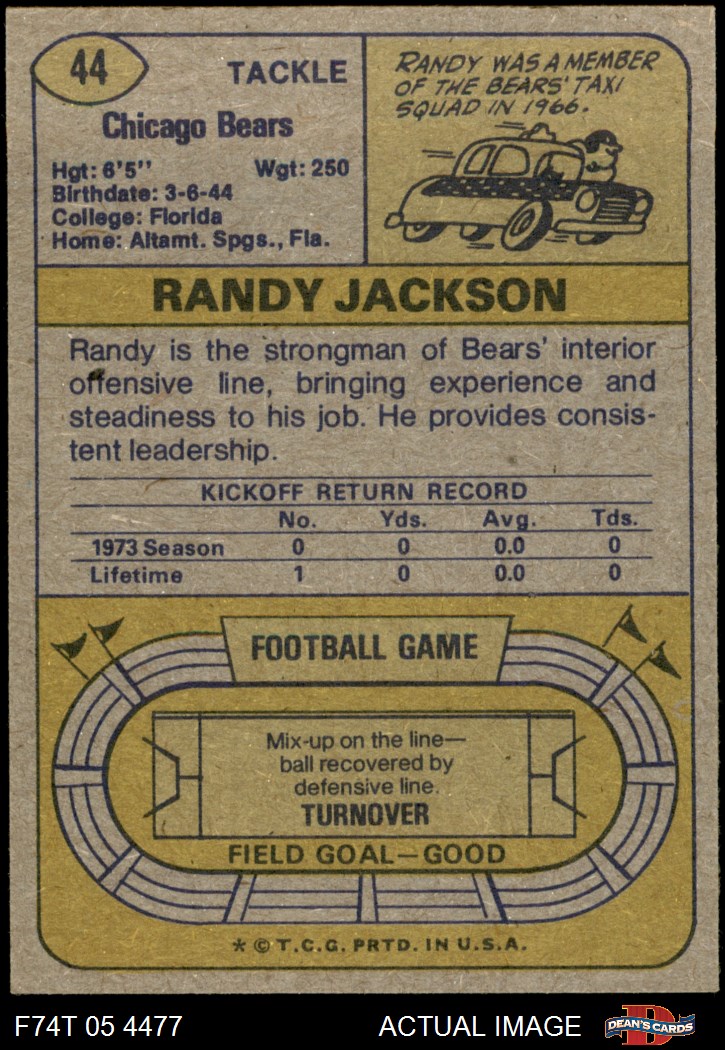 44
TACKLE
Chicago Bears
Hgt: 6'5" Wgt: 250
Birthdate: 3-6-44
College: Florida
Home: Altamt. Spgs., Fla.
RANDY WAS A MEMBER
OF THE BEARS' TAXI
SQUAD IN 1966.
RANDY JACKSON
Randy is the strongman of Bears' interior
offensive line, bringing experience and
steadiness to his job. He provides consis-
tent leadership.
KICKOFF RETURN RECORD
No. Yds. Avg. Tds.
1973 Season 0 0 0.0 0
Lifetime 1 0 0.0 0
FOOTBALL GAME
Mix-up on the line—
ball recovered by
defensive line.
TURNOVER
FIELD GOAL—GOOD
* © T.C.G. PRTD. IN U.S.A.
F74T 05 4477 ACTUAL IMAGE
D
DEAN'S CARDS